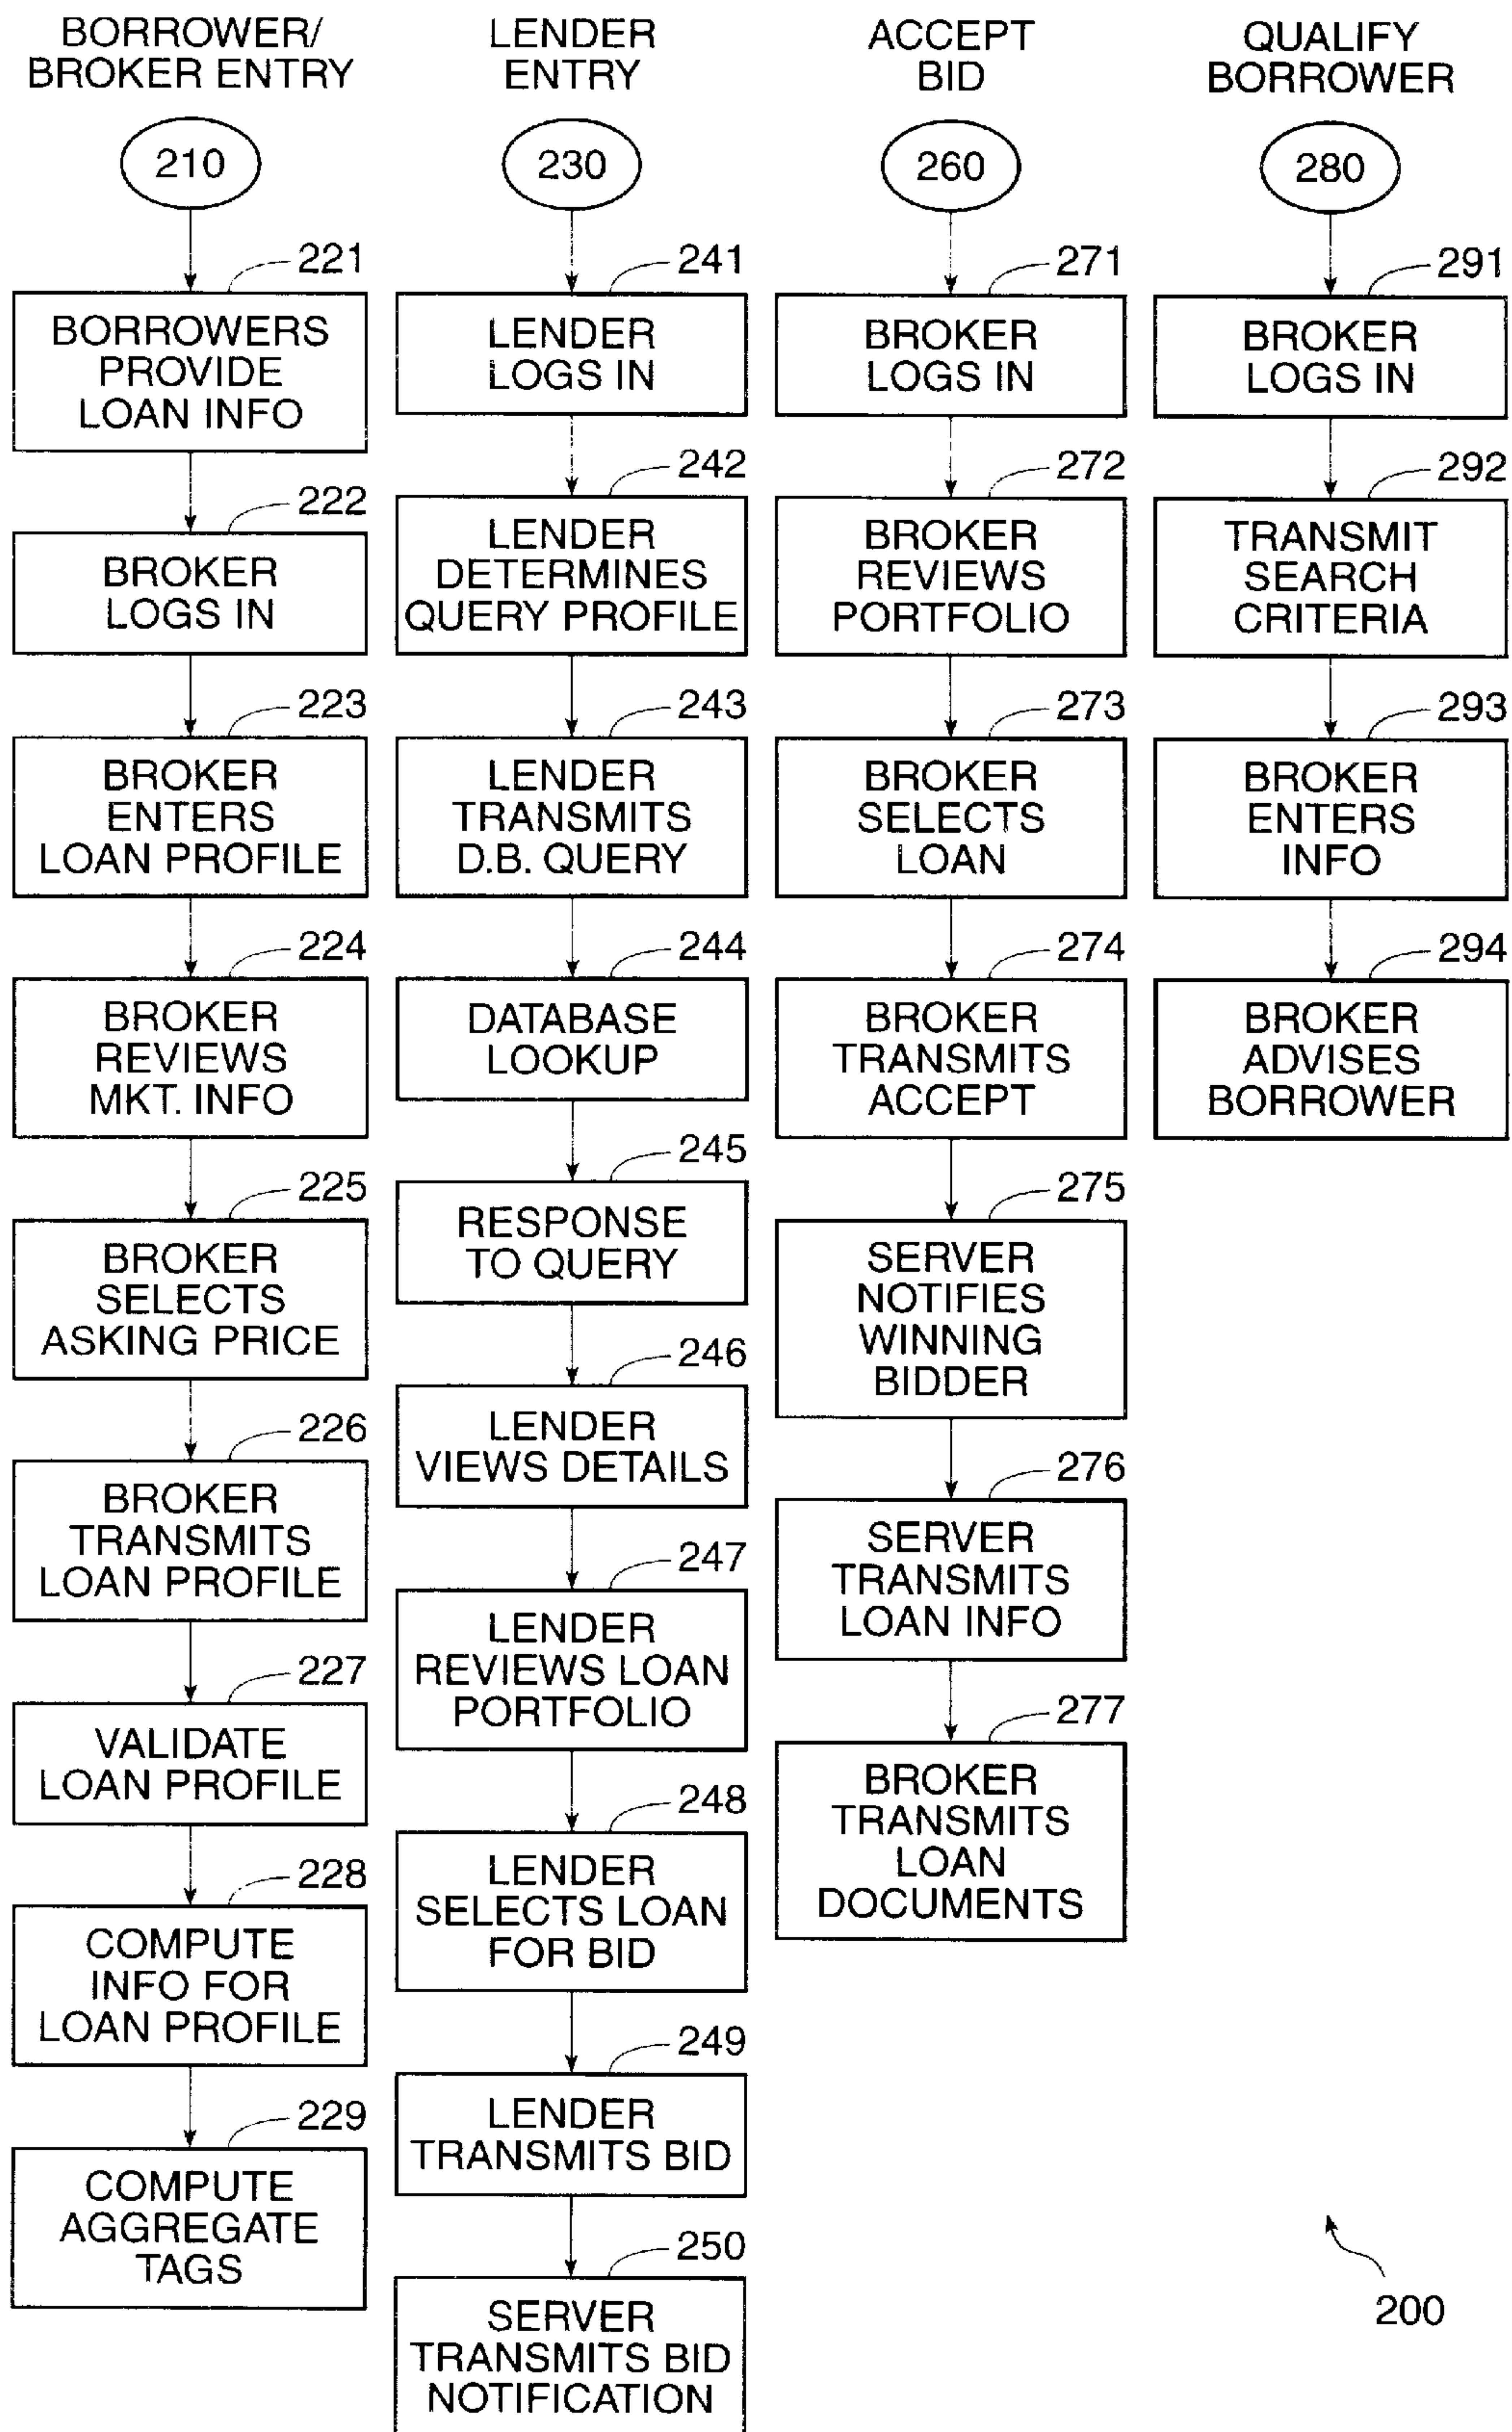 BORROWER/
BROKER ENTRY
210
221
BORROWERS
PROVIDE
LOAN INFO
222
BROKER
LOGS IN
223
BROKER
ENTERS
LOAN PROFILE
224
BROKER
REVIEWS
MKT. INFO
225
BROKER
SELECTS
ASKING PRICE
226
BROKER
TRANSMITS
LOAN PROFILE
227
VALIDATE
LOAN PROFILE
228
COMPUTE
INFO FOR
LOAN PROFILE
229
COMPUTE
AGGREGATE
TAGS
LENDER
ENTRY
230
241
LENDER
LOGS IN
242
LENDER
DETERMINES
QUERY PROFILE
243
LENDER
TRANSMITS
D.B. QUERY
244
DATABASE
LOOKUP
245
RESPONSE
TO QUERY
246
LENDER
VIEWS DETAILS
247
LENDER
REVIEWS LOAN
PORTFOLIO
248
LENDER
SELECTS LOAN
FOR BID
249
LENDER
TRANSMITS BID
250
SERVER
TRANSMITS BID
NOTIFICATION
ACCEPT
BID
260
271
BROKER
LOGS IN
272
BROKER
REVIEWS
PORTFOLIO
273
BROKER
SELECTS
LOAN
274
BROKER
TRANSMITS
ACCEPT
275
SERVER
NOTIFIES
WINNING
BIDDER
276
SERVER
TRANSMITS
LOAN INFO
277
BROKER
TRANSMITS
LOAN
DOCUMENTS
QUALIFY
BORROWER
280
291
BROKER
LOGS IN
292
TRANSMIT
SEARCH
CRITERIA
293
BROKER
ENTERS
INFO
294
BROKER
ADVISES
BORROWER
200